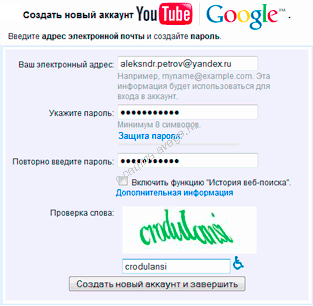 Создать новый аккаунт YouTube Google™
Введите адрес электронной почты и создайте пароль.
Ваш электронный адрес: aleksndr.petrov@yandex.ru
Например, myname@example.com. Эта
информация будет использоваться для
входа в аккаунт.
Укажите пароль: •••••••••••
Минимум 8 символов.
Защита пароля
Повторно введите пароль: •••••••••••
Включить функцию "История веб-поиска".
Дополнительная информация
Проверка слова:
crodulansi
crodulansi
Создать новый аккаунт и завершить